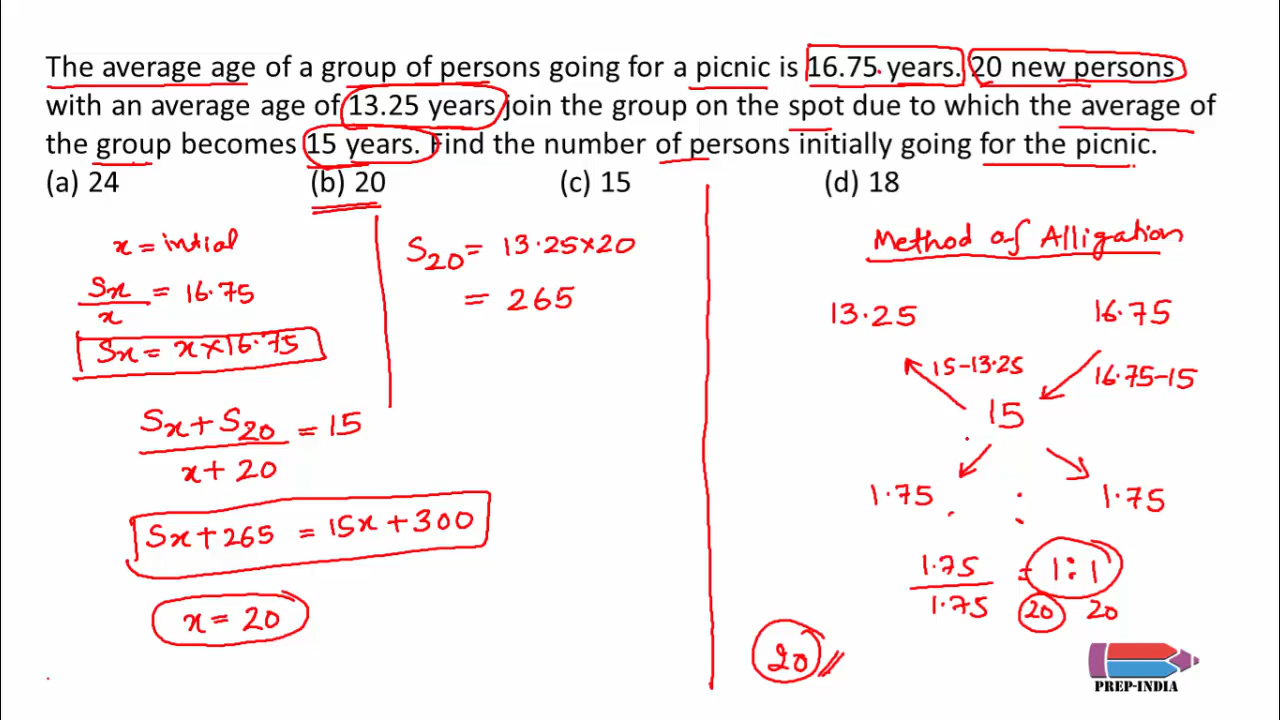 The average age of a group of persons going for a picnic is 16.75 years. 20 new persons
with an average age of 13.25 years join the group on the spot due to which the average of
the group becomes 15 years. Find the number of persons initially going for the picnic.
(a) 24 (b) 20 (c) 15 (d) 18
x = intial
Sx/x = 16.75
Sx = x×16.75
Sx + S20 / x + 20 = 15
Sx + 265 = 15x + 300
x = 20
S20 = 13.25×20
= 265
Method of Alligation
13.25 16.75
15-13.25 16.75-15
15
1.75 : 1.75
1.75/1.75 = 1:1
20 20
20
PREP-INDIA